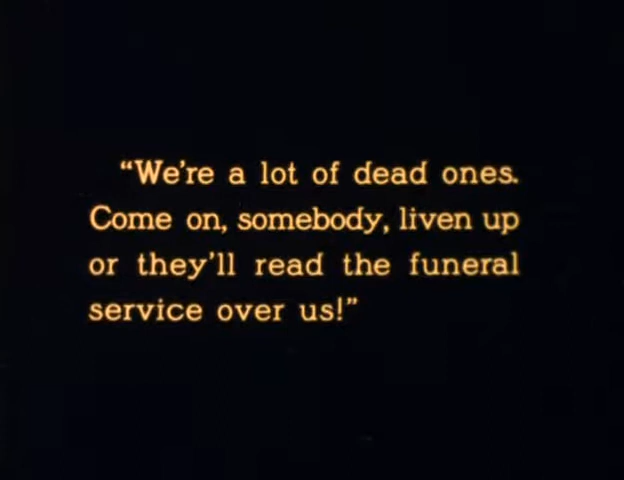 “We’re a lot of dead ones.
Come on, somebody, liven up
or they’ll read the funeral
service over us!”